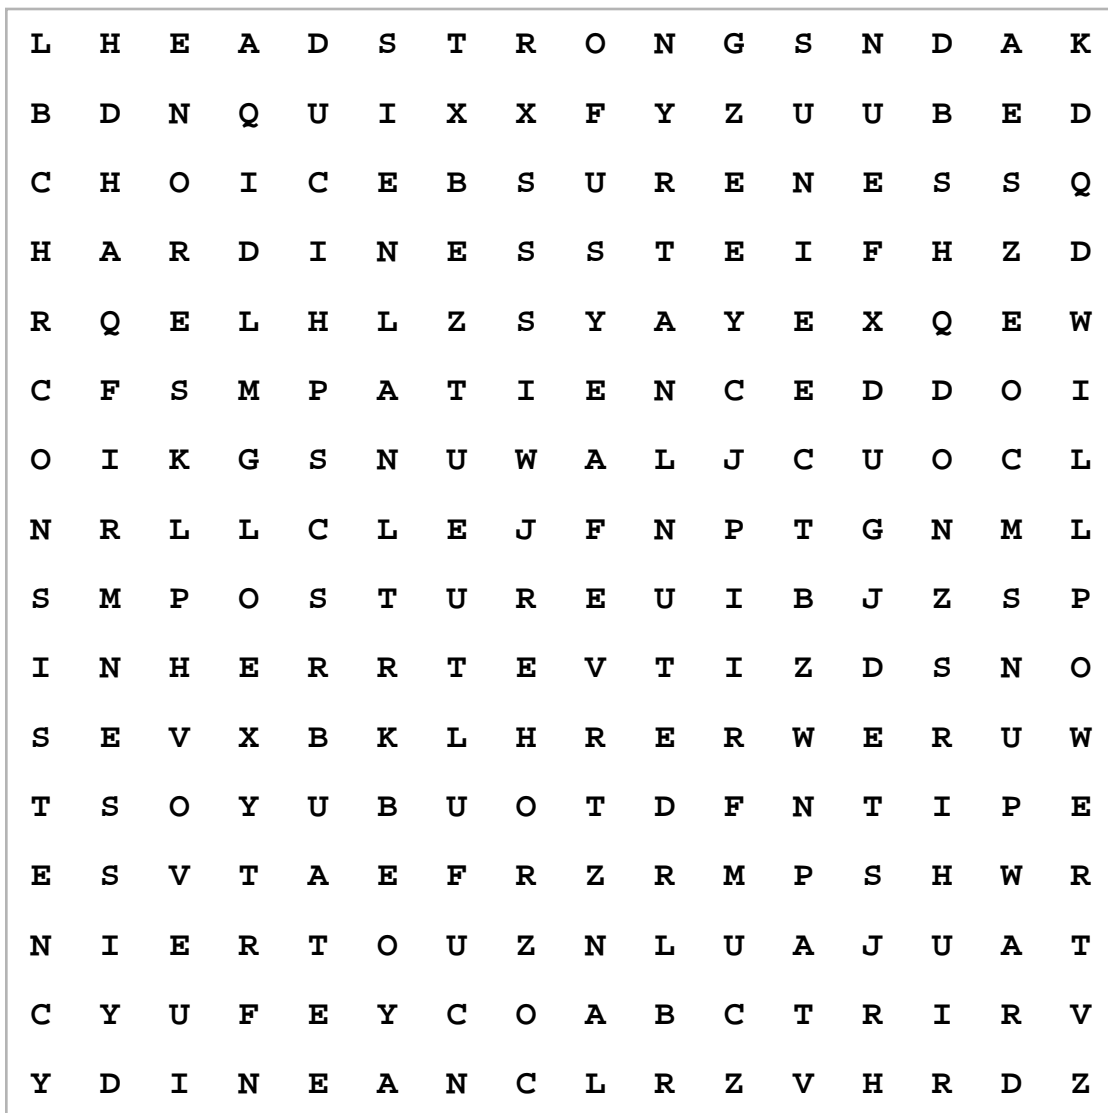 L H E A D S T R O N G S N D A K
B D N Q U I X X F Y Z U U B E D
C H O I C E B S U R E N E S S Q
H A R D I N E S S T E I F H Z D
R Q E L H L Z S Y A Y E X Q E W
C F S M P A T I E N C E D D O I
O I K G S N U W A L J C U O C L
N R L L C L E J F N P T G N M L
S M P O S T U R E U I B J Z S P
I N H E R R T E V T I Z D S N O
S E V X B K L H R E R W E R U W
T S O Y U B U O T D F N T I P E
E S V T A E F R Z R M P S H W R
N I E R T O U Z N L U A J U A T
C Y U F E Y C O A B C T R I R V
Y D I N E A N C L R Z V H R D Z